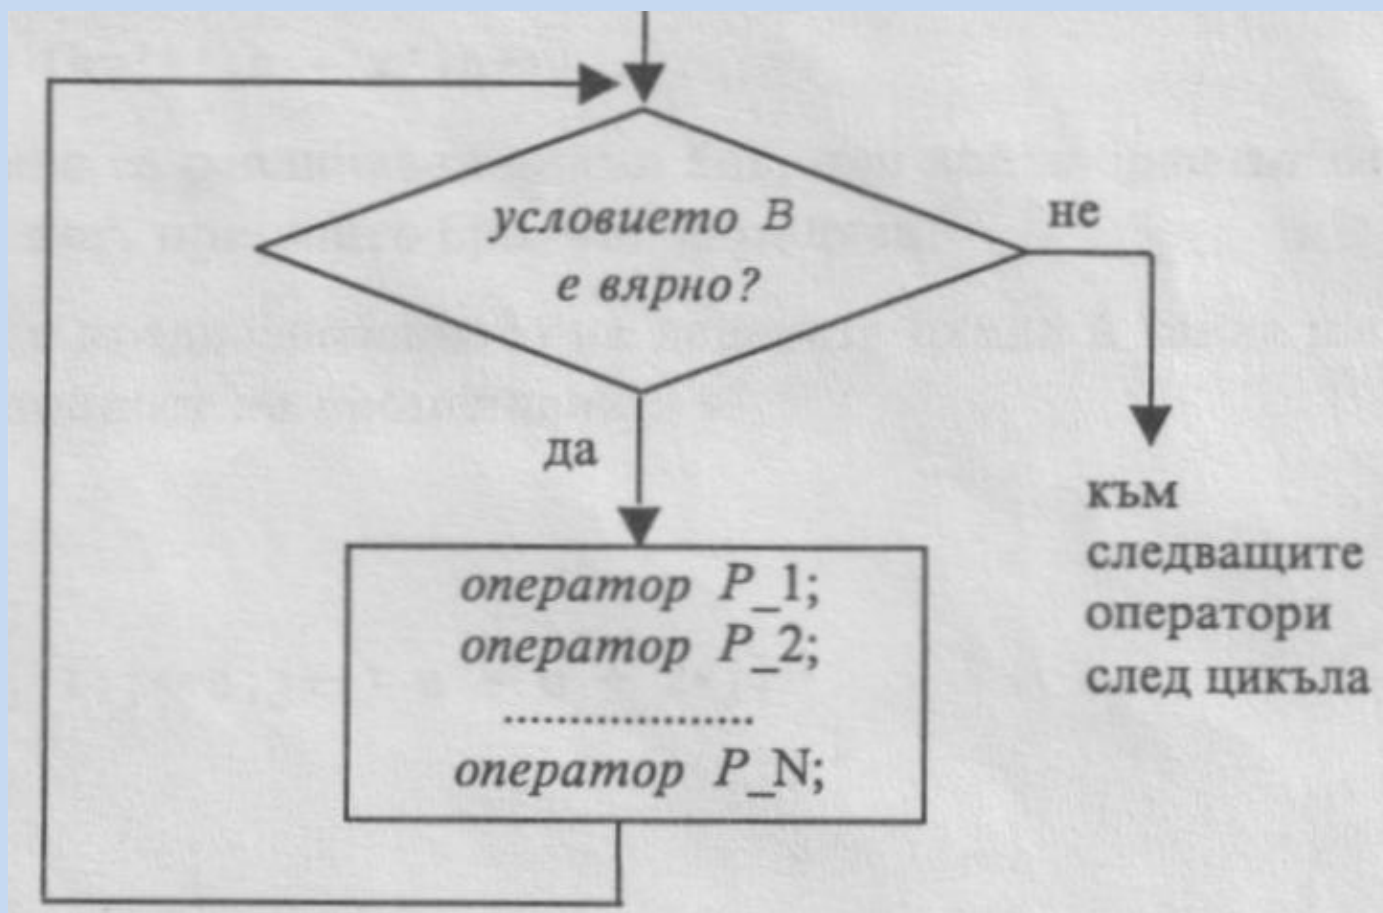 условието B
е вярно?
не
да
оператор P_1;
оператор P_2;
...................
оператор P_N;
към
следващите
оператори
след цикъла